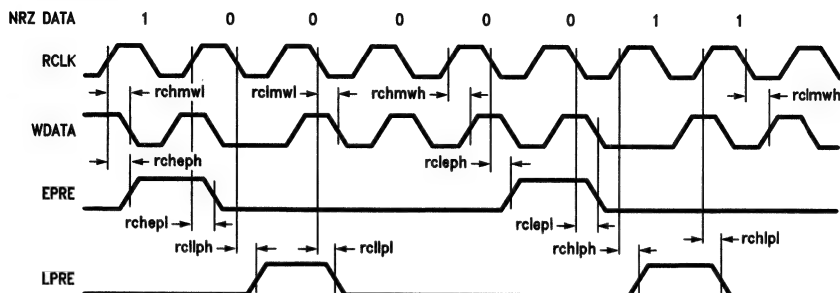 NRZ DATA 1 0 0 0 0 0 1 1
RCLK
rchmwl rclmwl rchmwh rclmwh
WDATA
rcheph rcleph
EPRE
rchepl rclepl
rcllph rcllpl rchlph rchlpl
LPRE